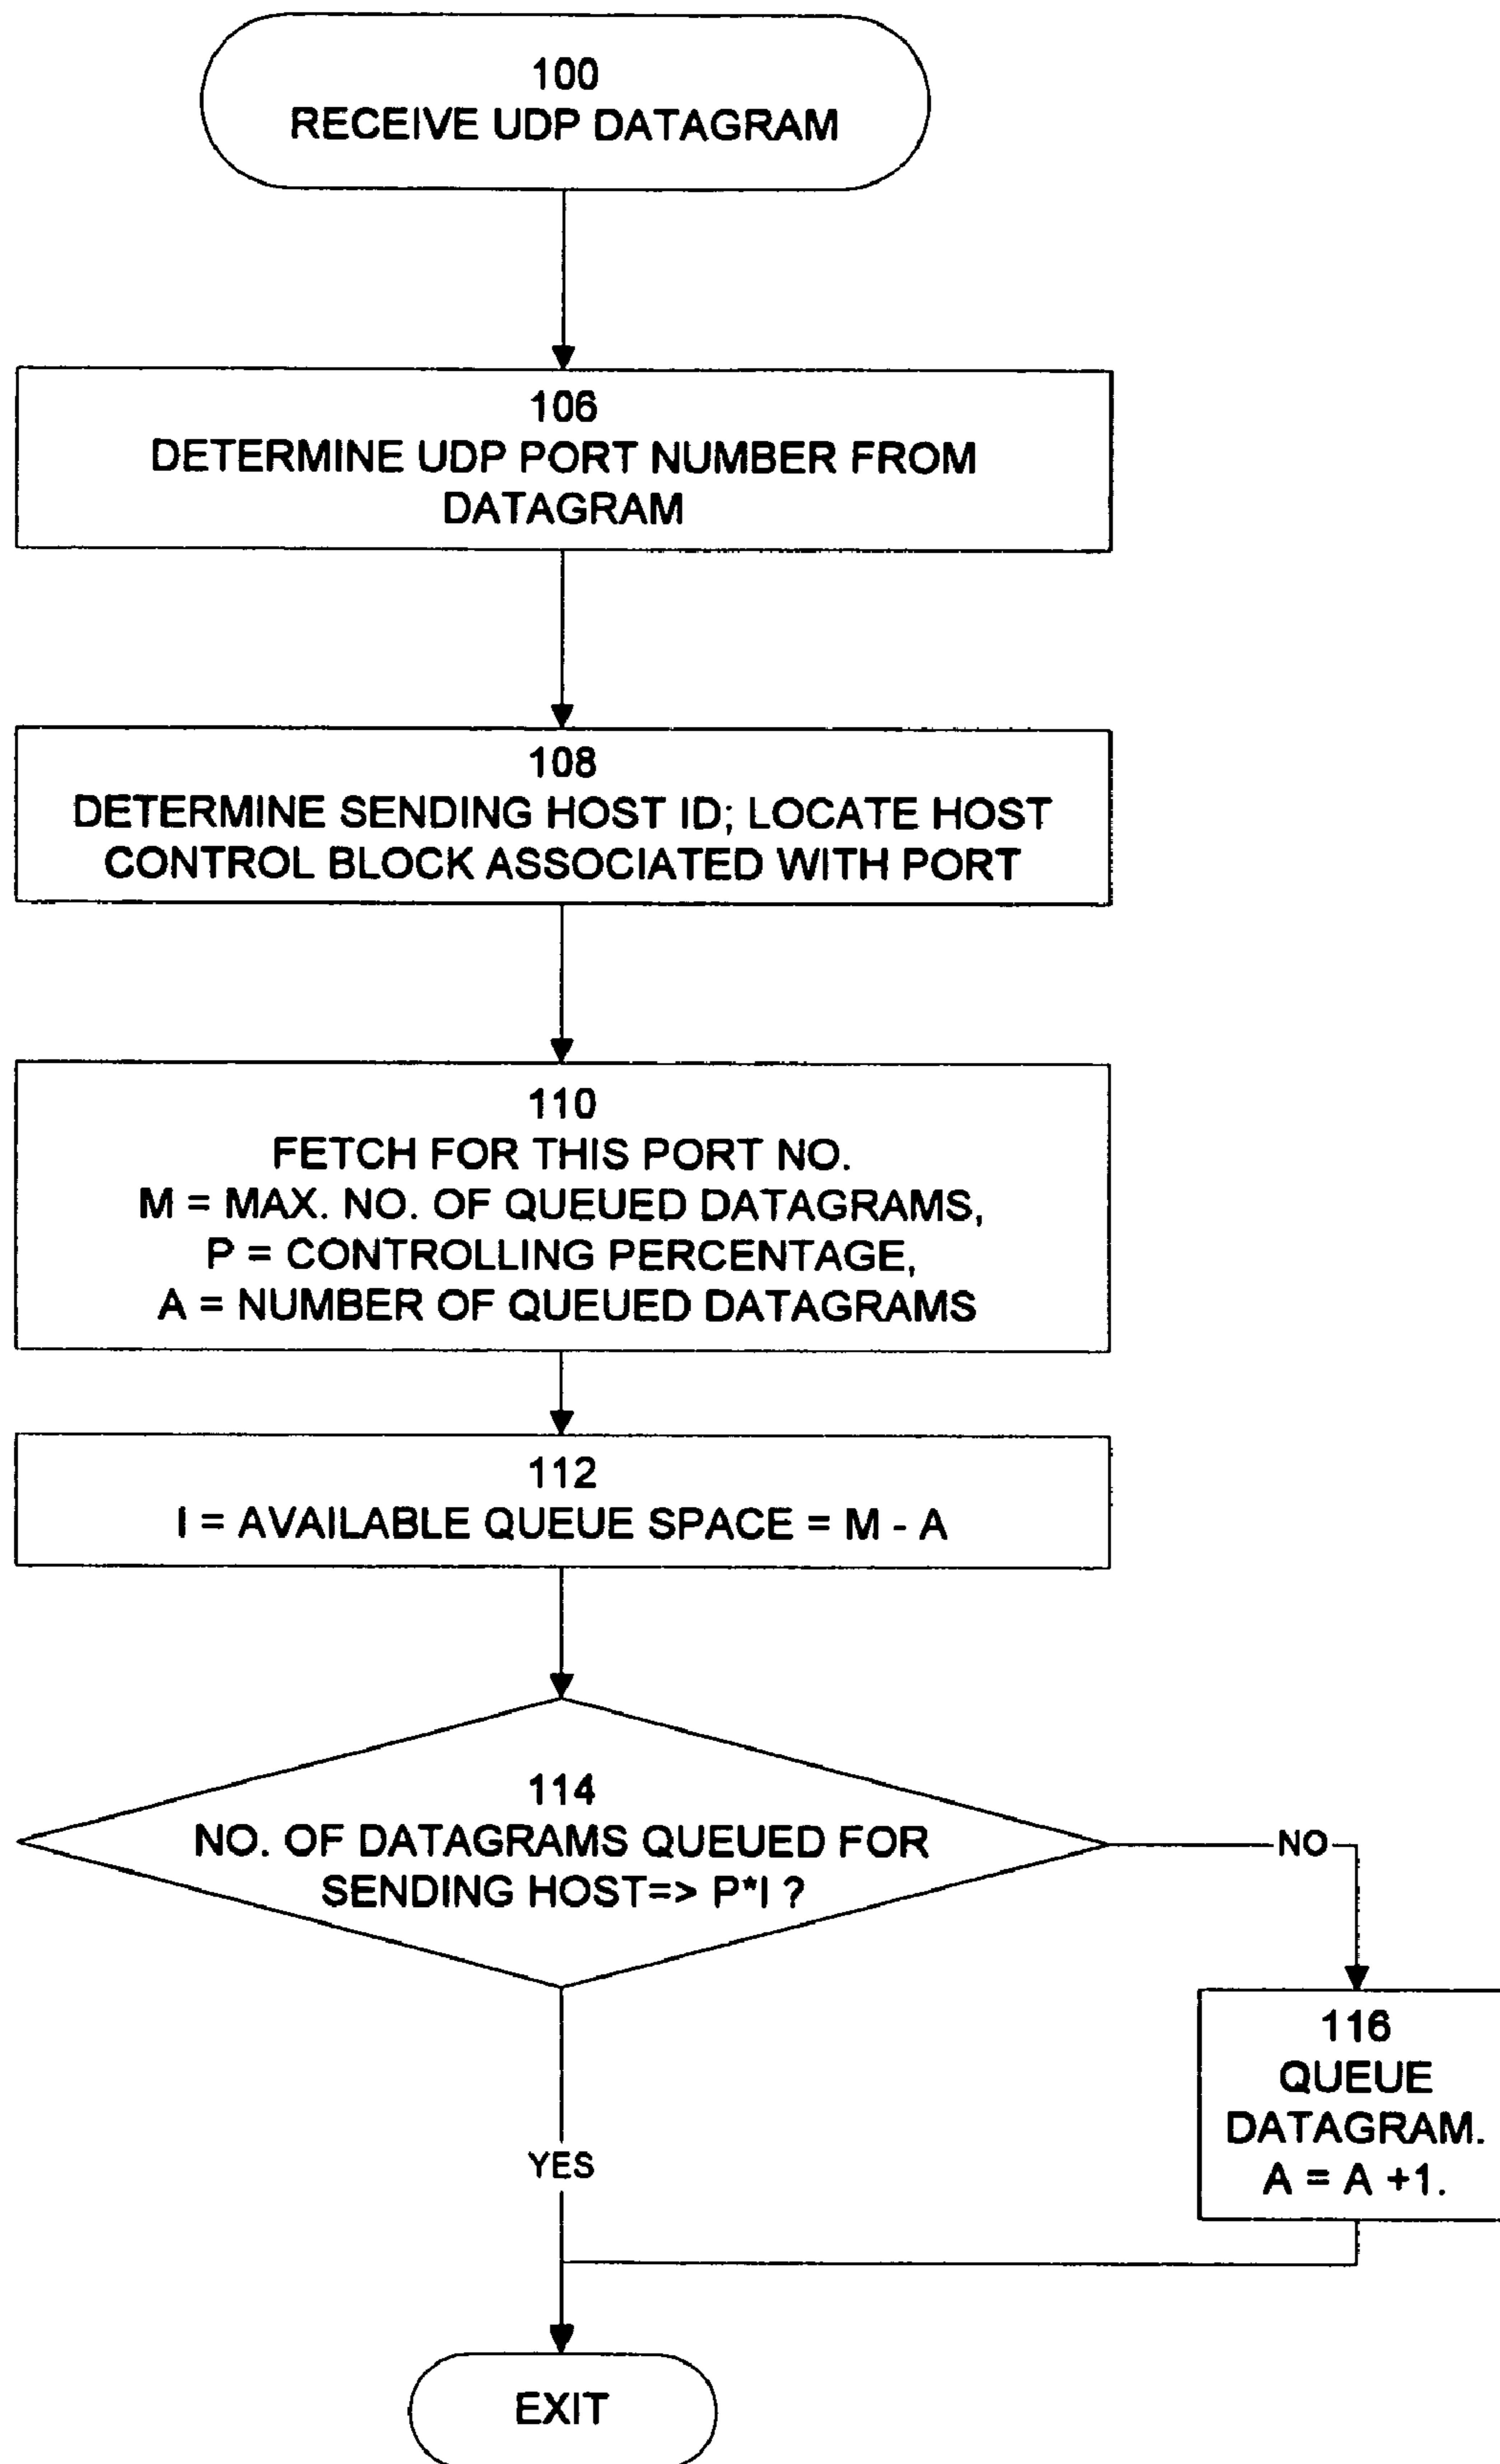 100
RECEIVE UDP DATAGRAM
106
DETERMINE UDP PORT NUMBER FROM
DATAGRAM
108
DETERMINE SENDING HOST ID; LOCATE HOST
CONTROL BLOCK ASSOCIATED WITH PORT
110
FETCH FOR THIS PORT NO.
M = MAX. NO. OF QUEUED DATAGRAMS,
P = CONTROLLING PERCENTAGE,
A = NUMBER OF QUEUED DATAGRAMS
112
I = AVAILABLE QUEUE SPACE = M - A
114
NO. OF DATAGRAMS QUEUED FOR
SENDING HOST=> P*I ?
NO
116
QUEUE
DATAGRAM.
A = A +1.
YES
EXIT